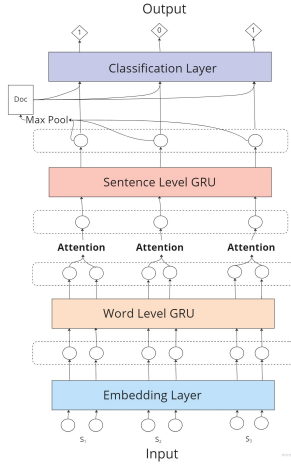 Output
1 0 1
Classification Layer
Doc
Max Pool
Sentence Level GRU
Attention Attention Attention
Word Level GRU
Embedding Layer
S₁ S₂ S₃
Input